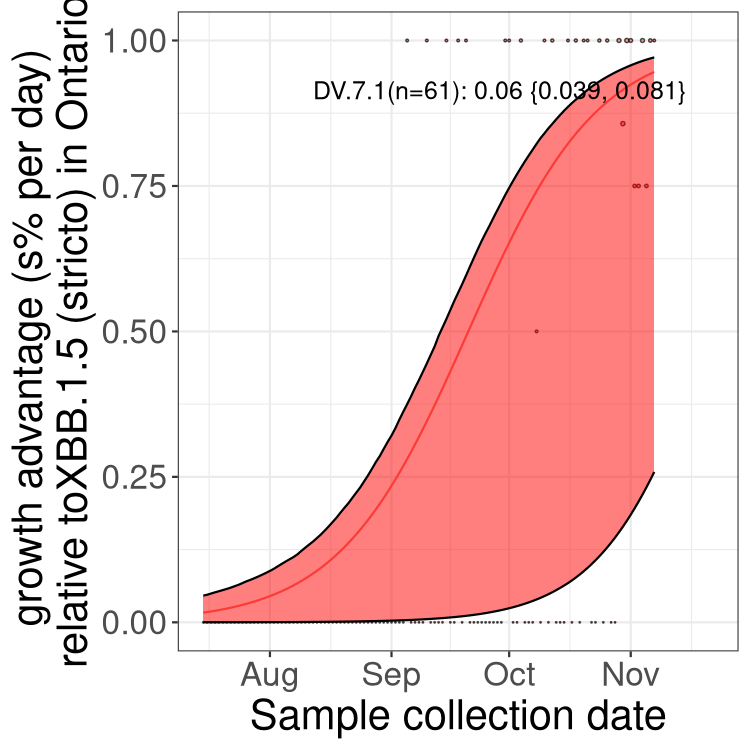 growth advantage (s% per day)
relative toXBB.1.5 (stricto) in Ontario
1.00
0.75
0.50
0.25
0.00
DV.7.1(n=61): 0.06 {0.039, 0.081}
Aug Sep Oct Nov
Sample collection date